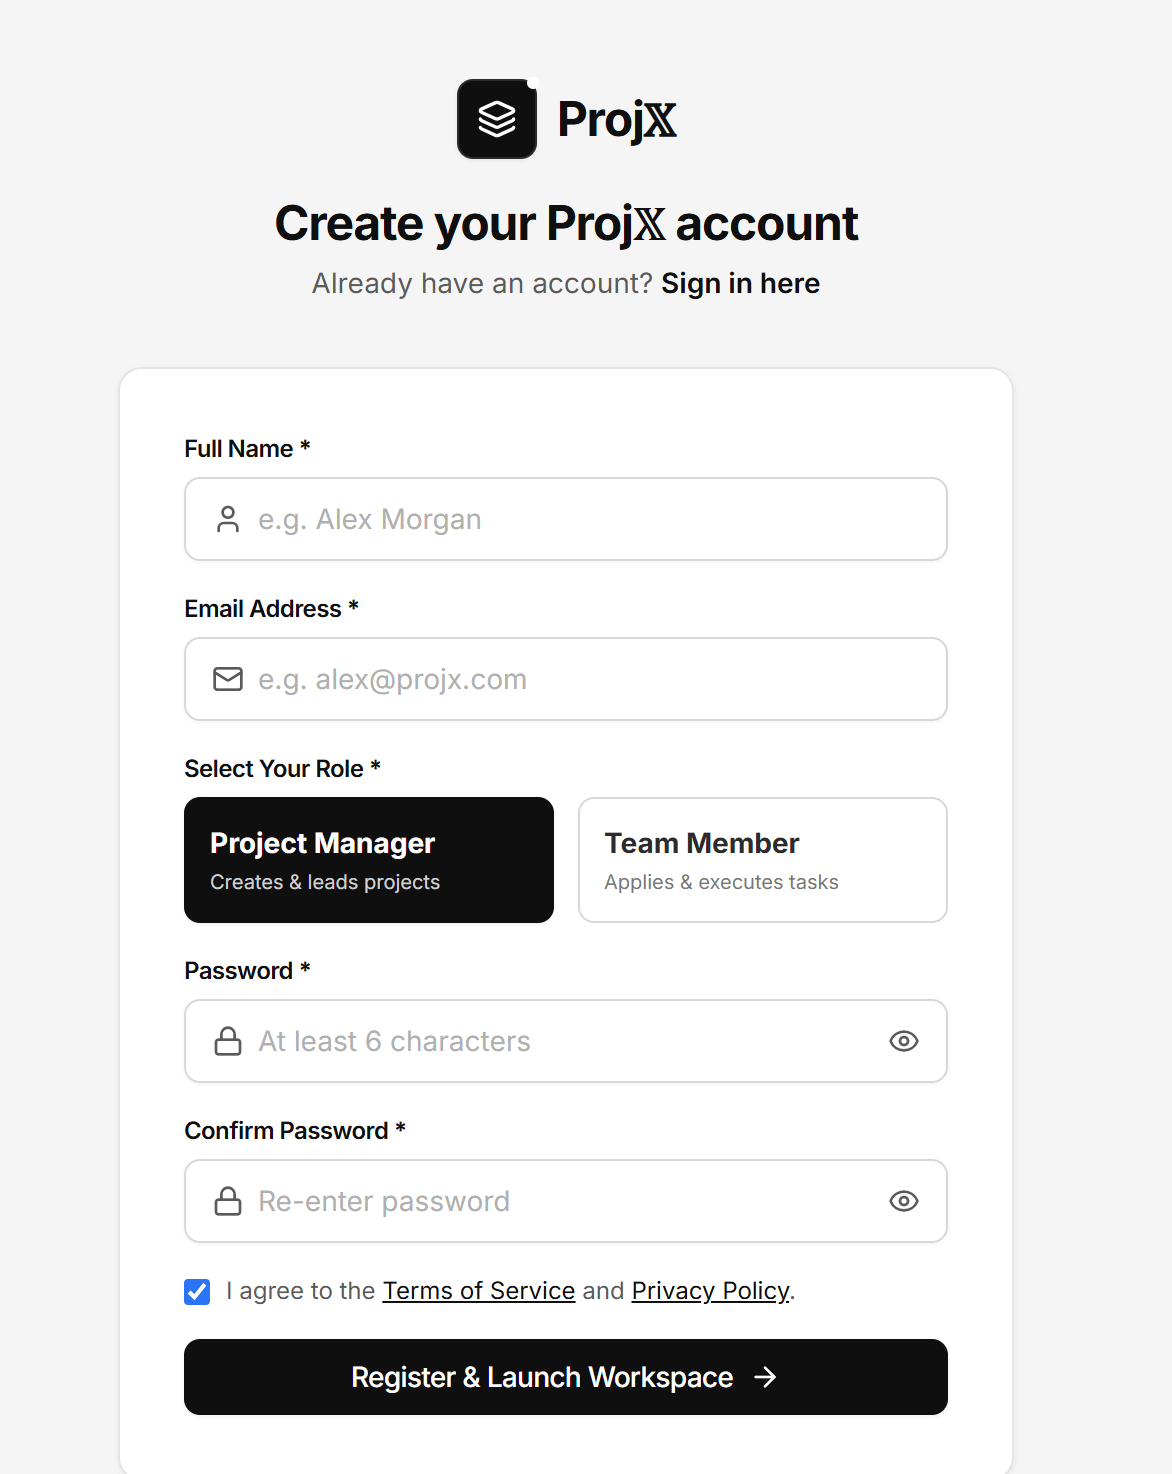 Proj𝕏
Create your Proj𝕏 account
Already have an account? Sign in here
Full Name *
e.g. Alex Morgan
Email Address *
e.g. alex@projx.com
Select Your Role *
Project Manager
Creates & leads projects
Team Member
Applies & executes tasks
Password *
At least 6 characters
Confirm Password *
Re-enter password
I agree to the Terms of Service and Privacy Policy.
Register & Launch Workspace →